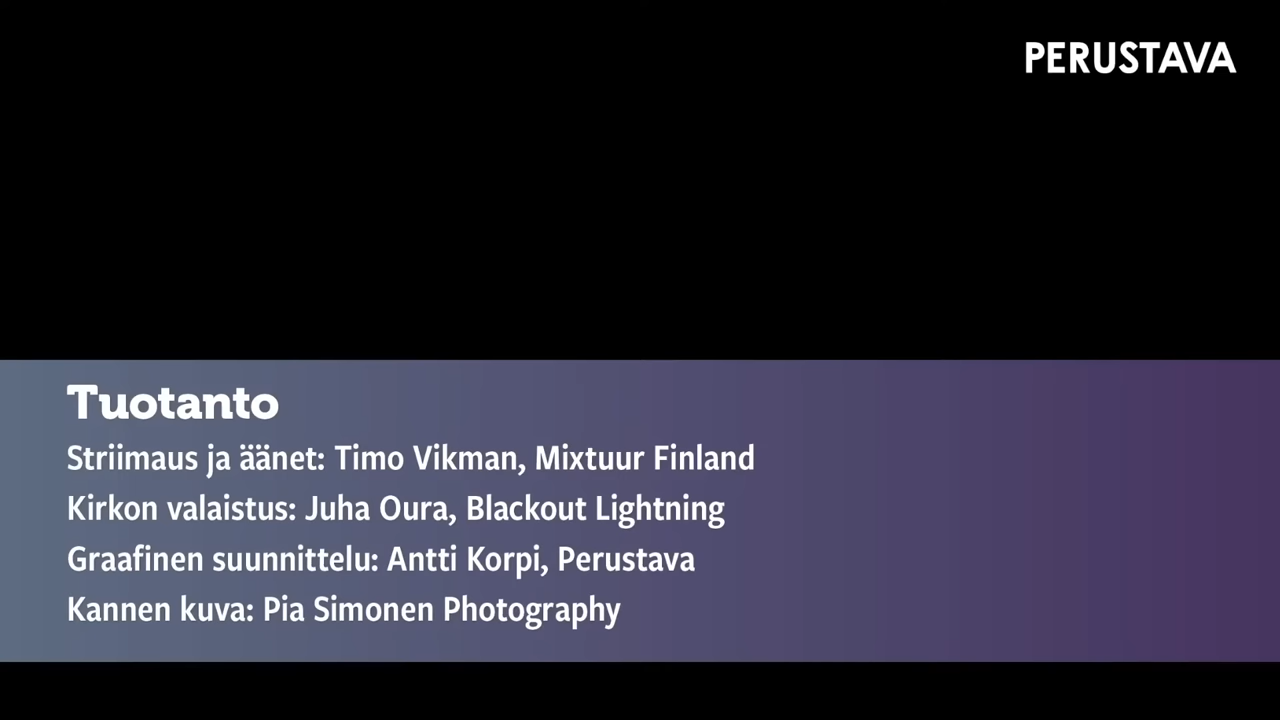 PERUSTAVA
Tuotanto
Striimaus ja äänet: Timo Vikman, Mixtuur Finland
Kirkon valaistus: Juha Oura, Blackout Lightning
Graafinen suunnittelu: Antti Korpi, Perustava
Kannen kuva: Pia Simonen Photography